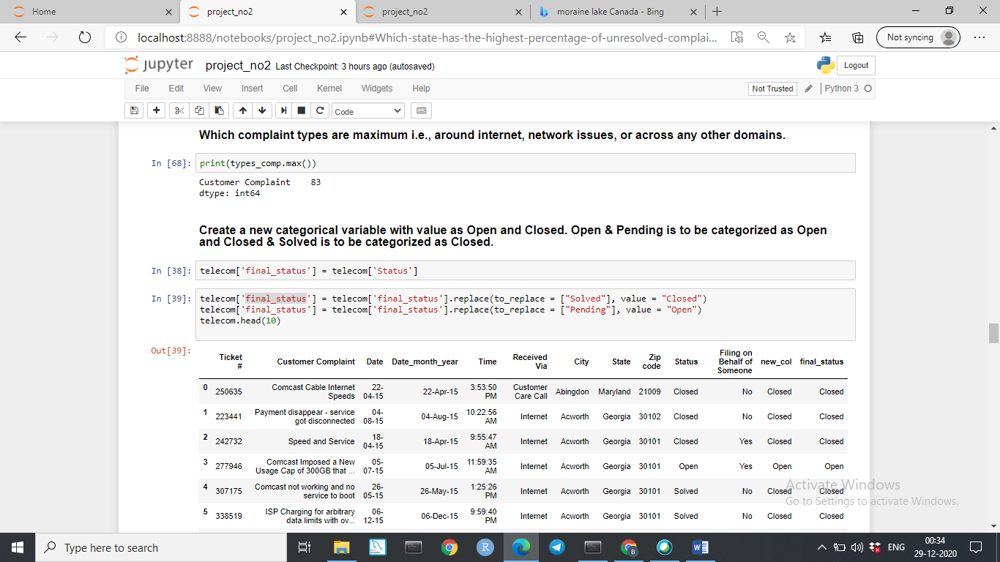 Home
project_no2
project_no2
moraine lake Canada - Bing
localhost:8888/notebooks/project_no2.ipynb#Which-state-has-the-highest-percentage-of-unresolved-complai...
Not syncing
jupyter project_no2 Last Checkpoint: 3 hours ago (autosaved)
Logout
File Edit View Insert Cell Kernel Widgets Help
Not Trusted Python 3
Code
Which complaint types are maximum i.e., around internet, network issues, or across any other domains.
In [68]: print(types_comp.max())
Customer Complaint 83
dtype: int64
Create a new categorical variable with value as Open and Closed. Open & Pending is to be categorized as Open
and Closed & Solved is to be categorized as Closed.
In [38]: telecom['final_status'] = telecom['Status']
In [39]: telecom['final_status'] = telecom['final_status'].replace(to_replace = ["Solved"], value = "Closed")
telecom['final_status'] = telecom['final_status'].replace(to_replace = ["Pending"], value = "Open")
telecom.head(10)
Out[39]:
Ticket # Customer Complaint Date Date_month_year Time Received Via City State Zip code Status Filing on Behalf of Someone new_col final_status
0 250635 Comcast Cable Internet Speeds 22-04-15 22-Apr-15 3:53:50 PM Customer Care Call Abingdon Maryland 21009 Closed No Closed Closed
1 223441 Payment disappear - service got disconnected 04-08-15 04-Aug-15 10:22:56 AM Internet Acworth Georgia 30102 Closed No Closed Closed
2 242732 Speed and Service 18-04-15 18-Apr-15 9:55:47 AM Internet Acworth Georgia 30101 Closed Yes Closed Closed
3 277946 Comcast Imposed a New Usage Cap of 300GB that ... 05-07-15 05-Jul-15 11:59:35 AM Internet Acworth Georgia 30101 Open Yes Open Open
4 307175 Comcast not working and no service to boot 26-05-15 26-May-15 1:25:26 PM Internet Acworth Georgia 30101 Solved No Closed Closed
5 338519 ISP Charging for arbitrary data limits with ov... 06-12-15 06-Dec-15 9:59:40 PM Internet Acworth Georgia 30101 Solved No Closed Closed
Activate Windows
Go to Settings to activate Windows.
Type here to search
ENG
00:34
29-12-2020